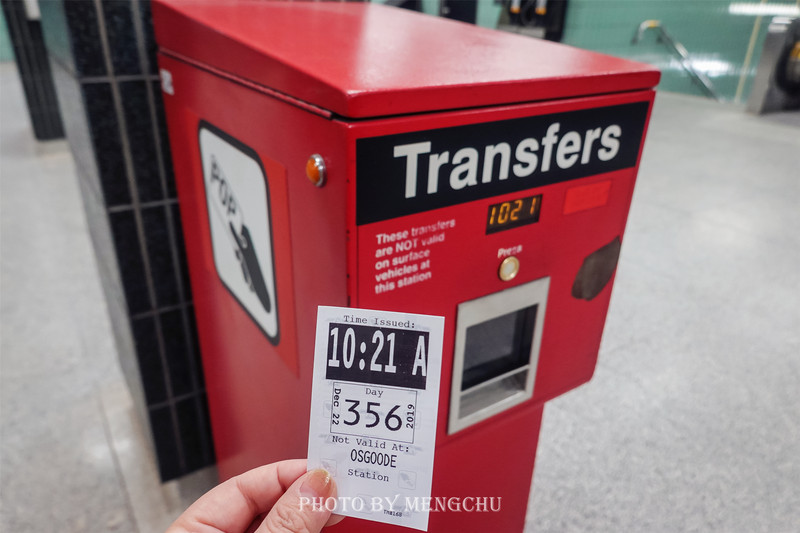 Transfers
1021
These transfers
are NOT valid
on surface
vehicles at
this station
Press
POP
Time Issued:
10:21 A
Day
Dec 22
356
2019
Not Valid At:
OSGOODE
Station
PHOTO BY MENGCHU